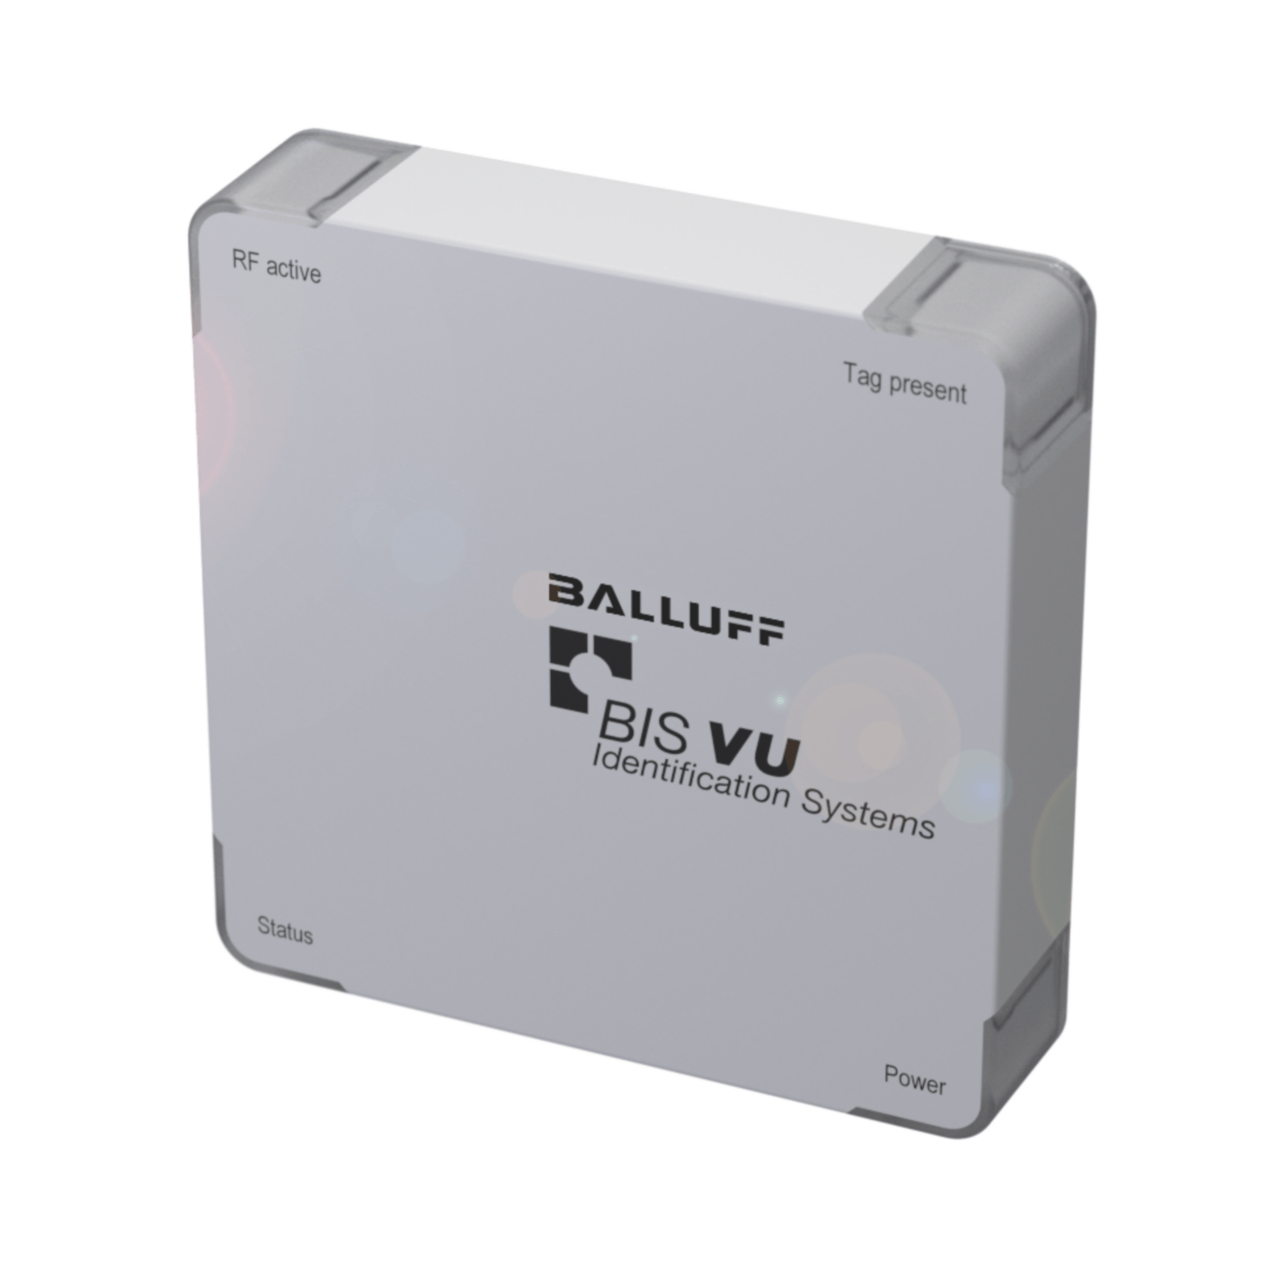 RF active
Tag present
BALLUFF
BIS VU
Identification Systems
Status
Power